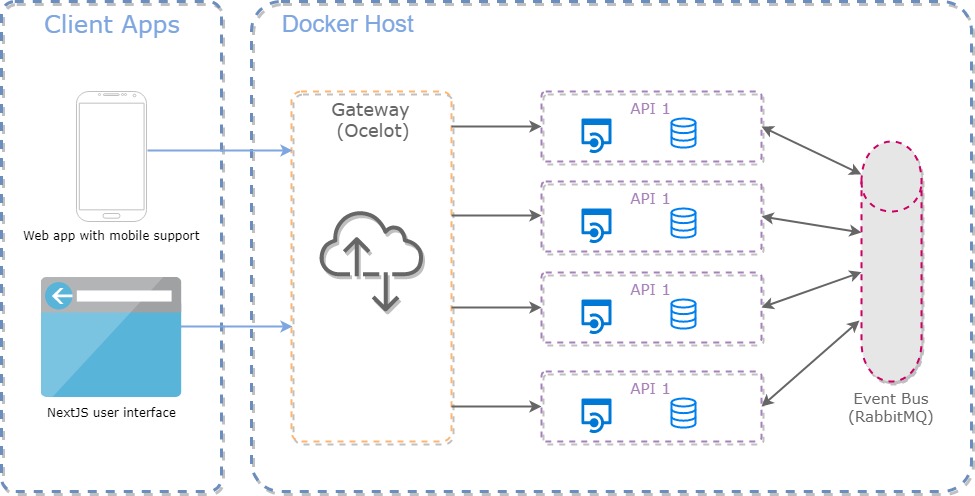 Client Apps
Docker Host
Web app with mobile support
NextJS user interface
Gateway
(Ocelot)
API 1
API 1
API 1
API 1
Event Bus
(RabbitMQ)